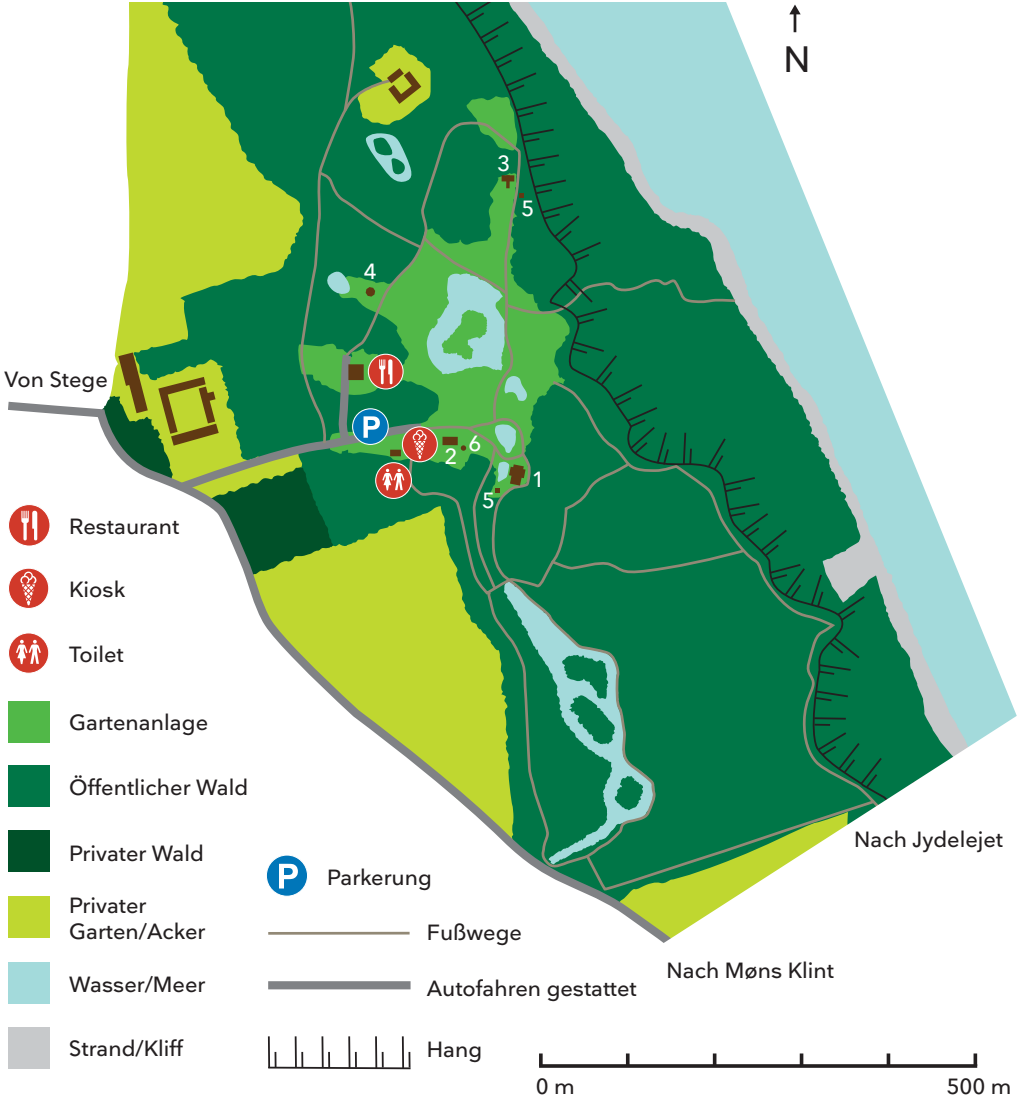 N
3
5
4
Von Stege
P
6
2
1
5
Restaurant
Kiosk
Toilet
Gartenanlage
Öffentlicher Wald
Privater Wald
Privater
Garten/Acker
Wasser/Meer
Strand/Kliff
P Parkerung
Fußwege
Autofahren gestattet
Hang
Nach Jydelejet
Nach Møns Klint
0 m 500 m